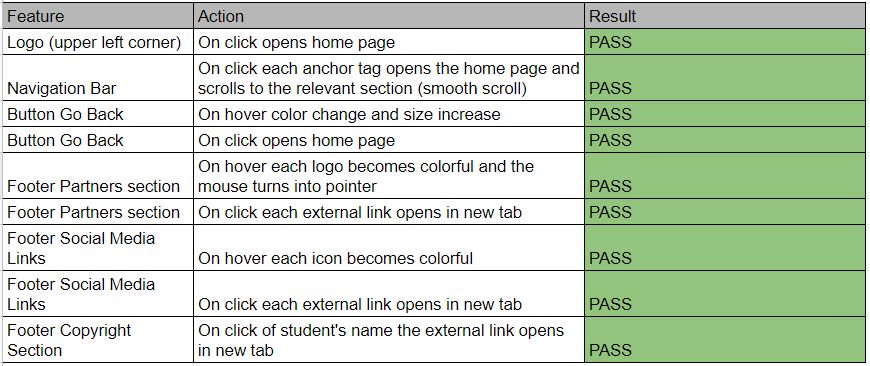 Feature Action Result
Logo (upper left corner) On click opens home page PASS
On click each anchor tag opens the home page and
Navigation Bar scrolls to the relevant section (smooth scroll) PASS
Button Go Back On hover color change and size increase PASS
Button Go Back On click opens home page PASS
On hover each logo becomes colorful and the
Footer Partners section mouse turns into pointer PASS
Footer Partners section On click each external link opens in new tab PASS
Footer Social Media
Links On hover each icon becomes colorful PASS
Footer Social Media
Links On click each external link opens in new tab PASS
Footer Copyright On click of student's name the external link opens
Section in new tab PASS